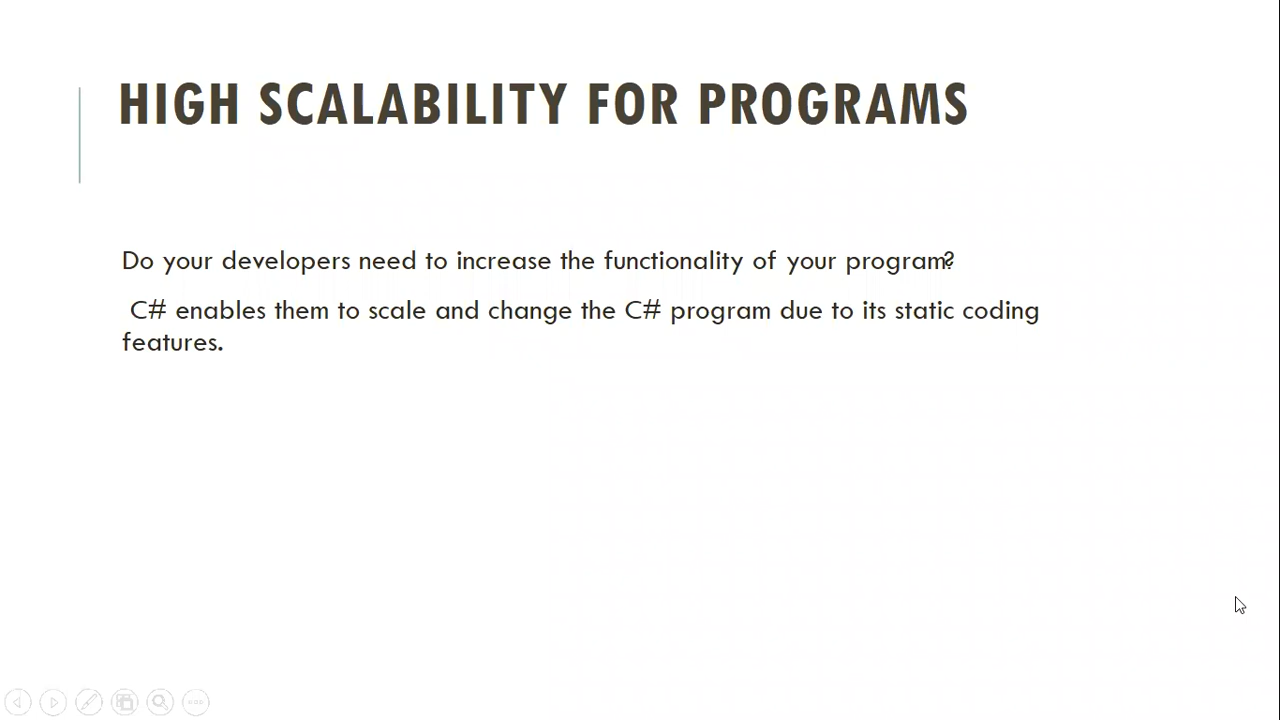 HIGH SCALABILITY FOR PROGRAMS
Do your developers need to increase the functionality of your program?
C# enables them to scale and change the C# program due to its static coding
features.